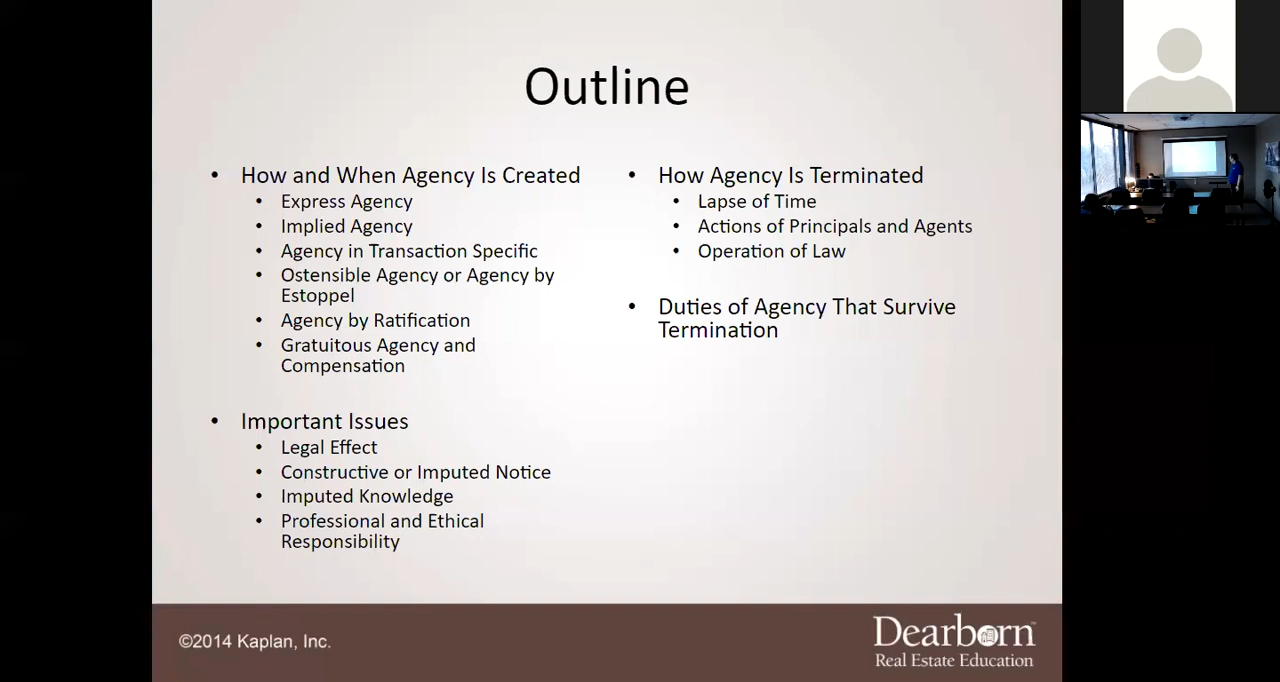 Outline
• How and When Agency Is Created
• Express Agency
• Implied Agency
• Agency in Transaction Specific
• Ostensible Agency or Agency by
Estoppel
• Agency by Ratification
• Gratuitous Agency and
Compensation
• Important Issues
• Legal Effect
• Constructive or Imputed Notice
• Imputed Knowledge
• Professional and Ethical
Responsibility
• How Agency Is Terminated
• Lapse of Time
• Actions of Principals and Agents
• Operation of Law
• Duties of Agency That Survive
Termination
©2014 Kaplan, Inc.
Dearborn™
Real Estate Education